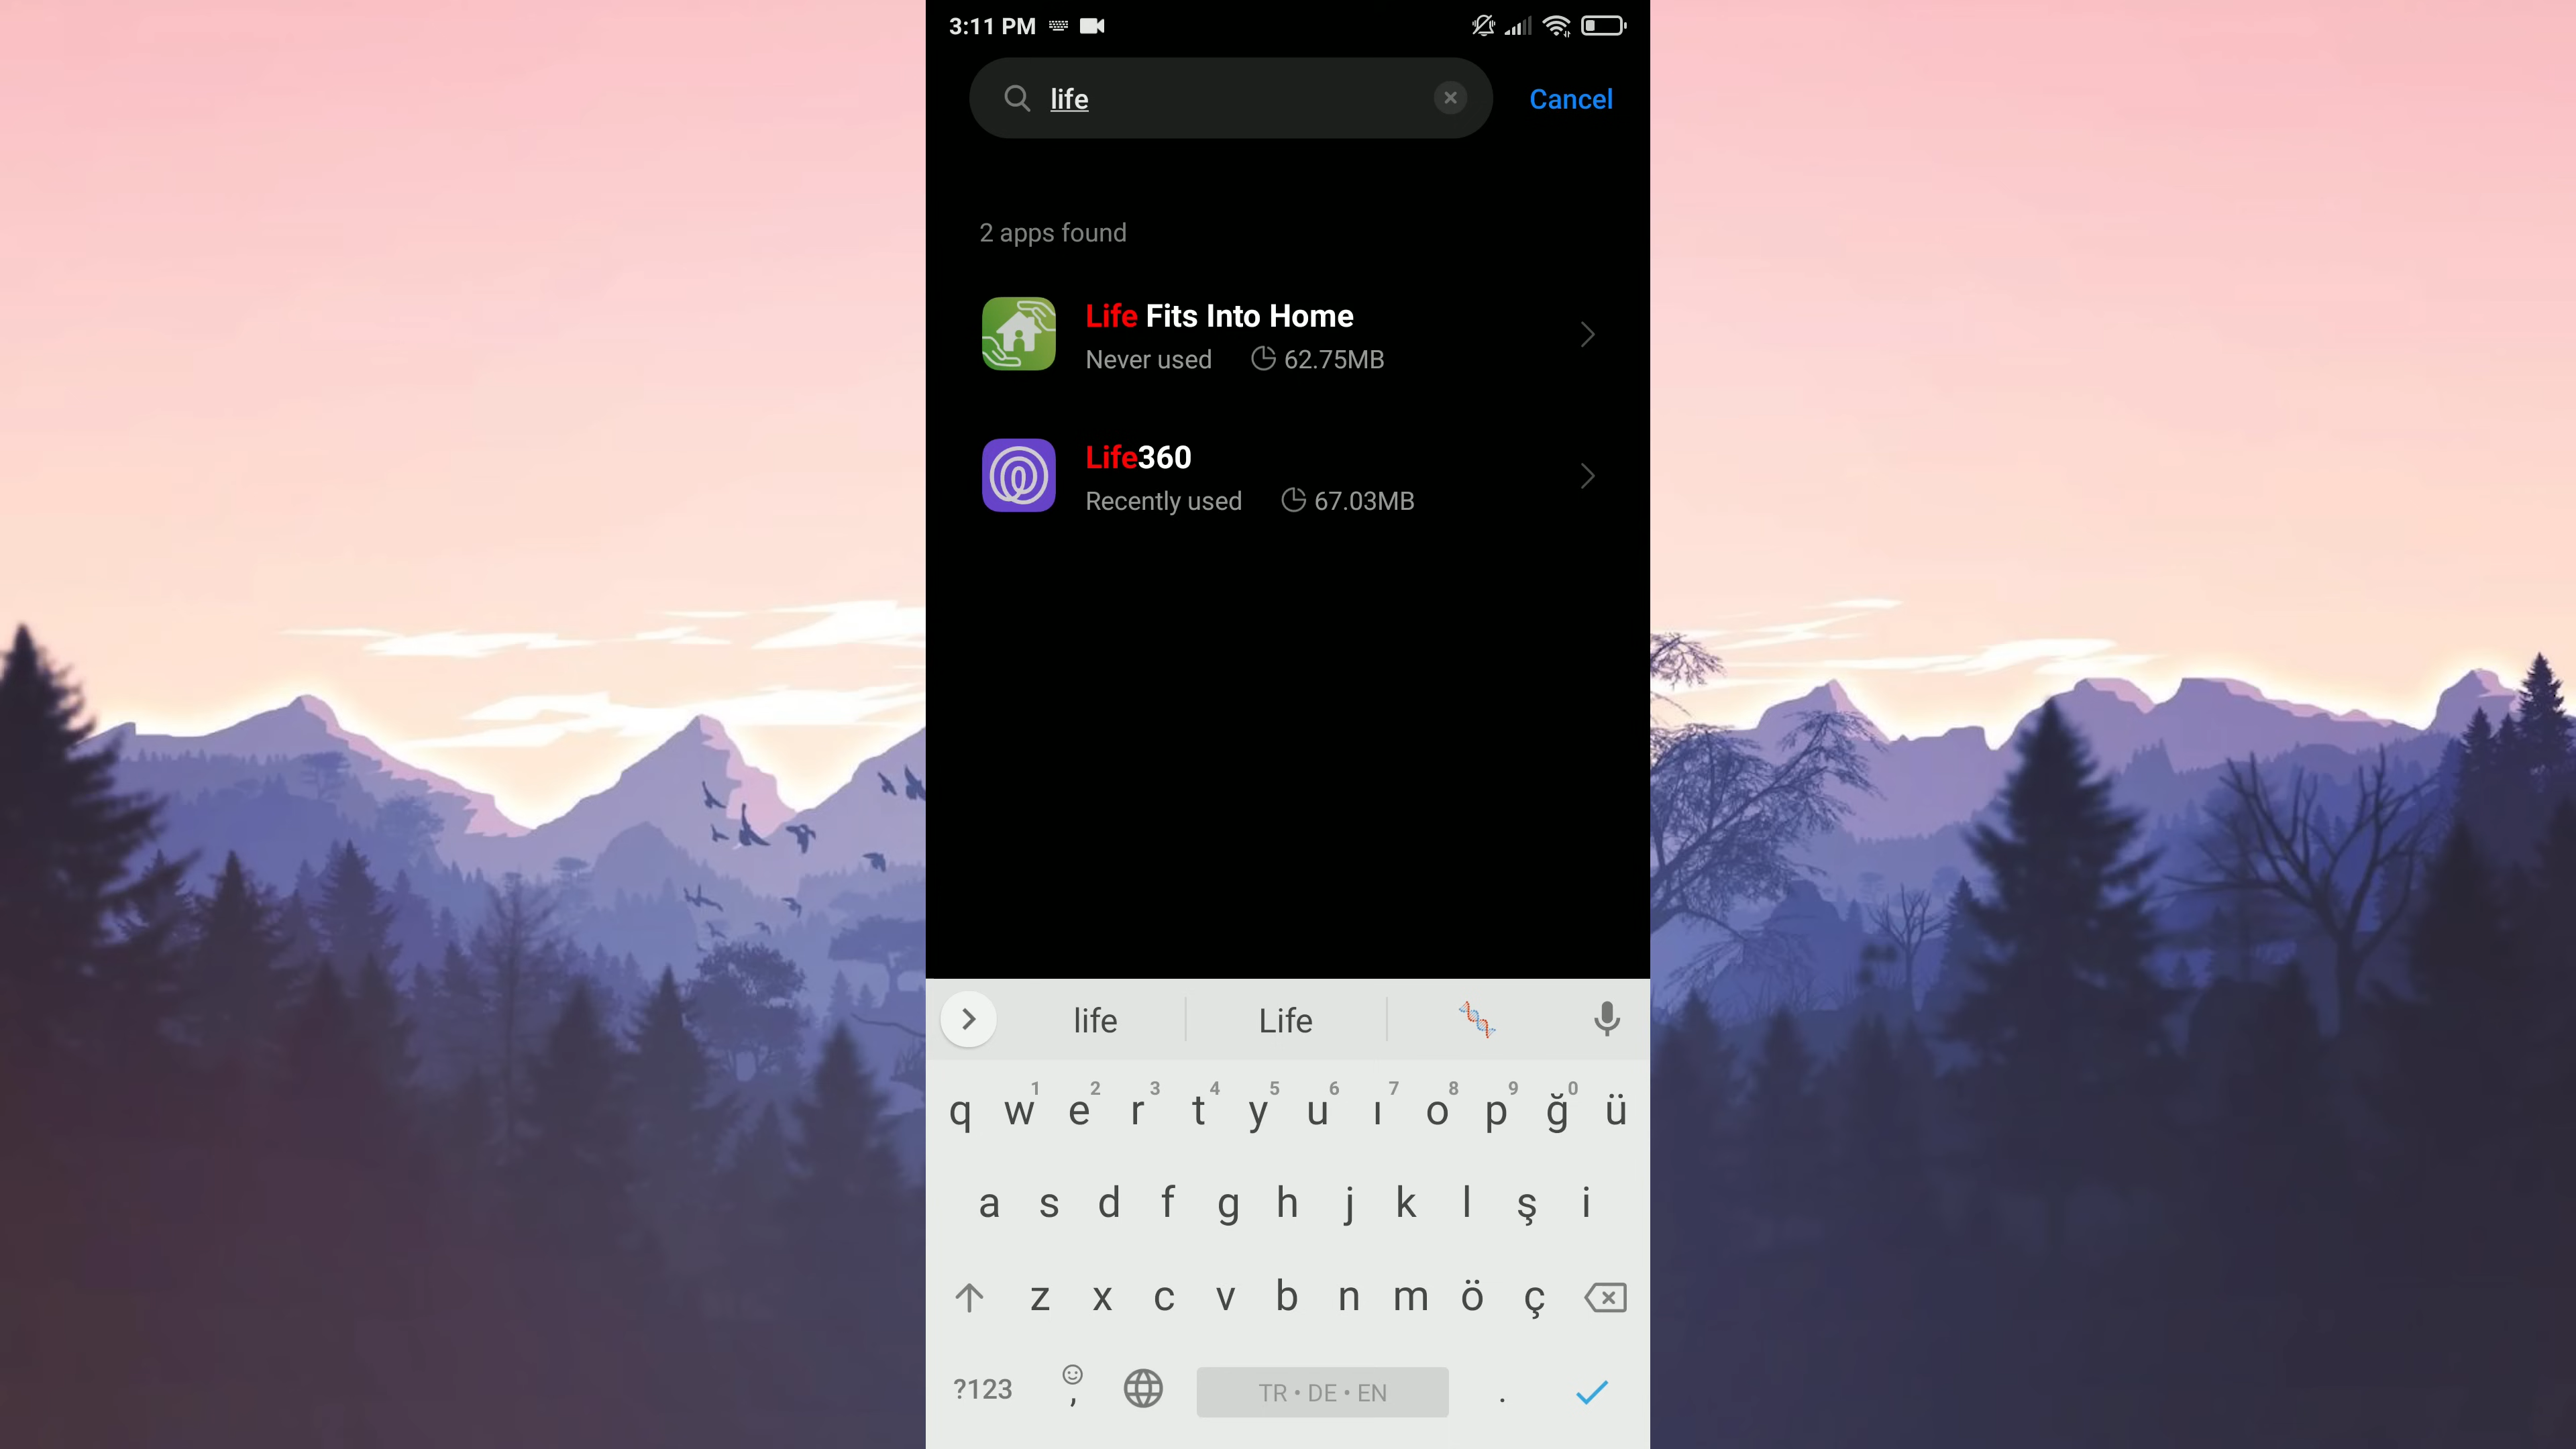 3:11 PM
life
Cancel
2 apps found
Life Fits Into Home
Never used 62.75MB
Life360
Recently used 67.03MB
life Life
1 2 3 4 5 6 7 8 9 0
q w e r t y u ı o p ğ ü
a s d f g h j k l ş i
z x c v b n m ö ç
?123 , TR • DE • EN .